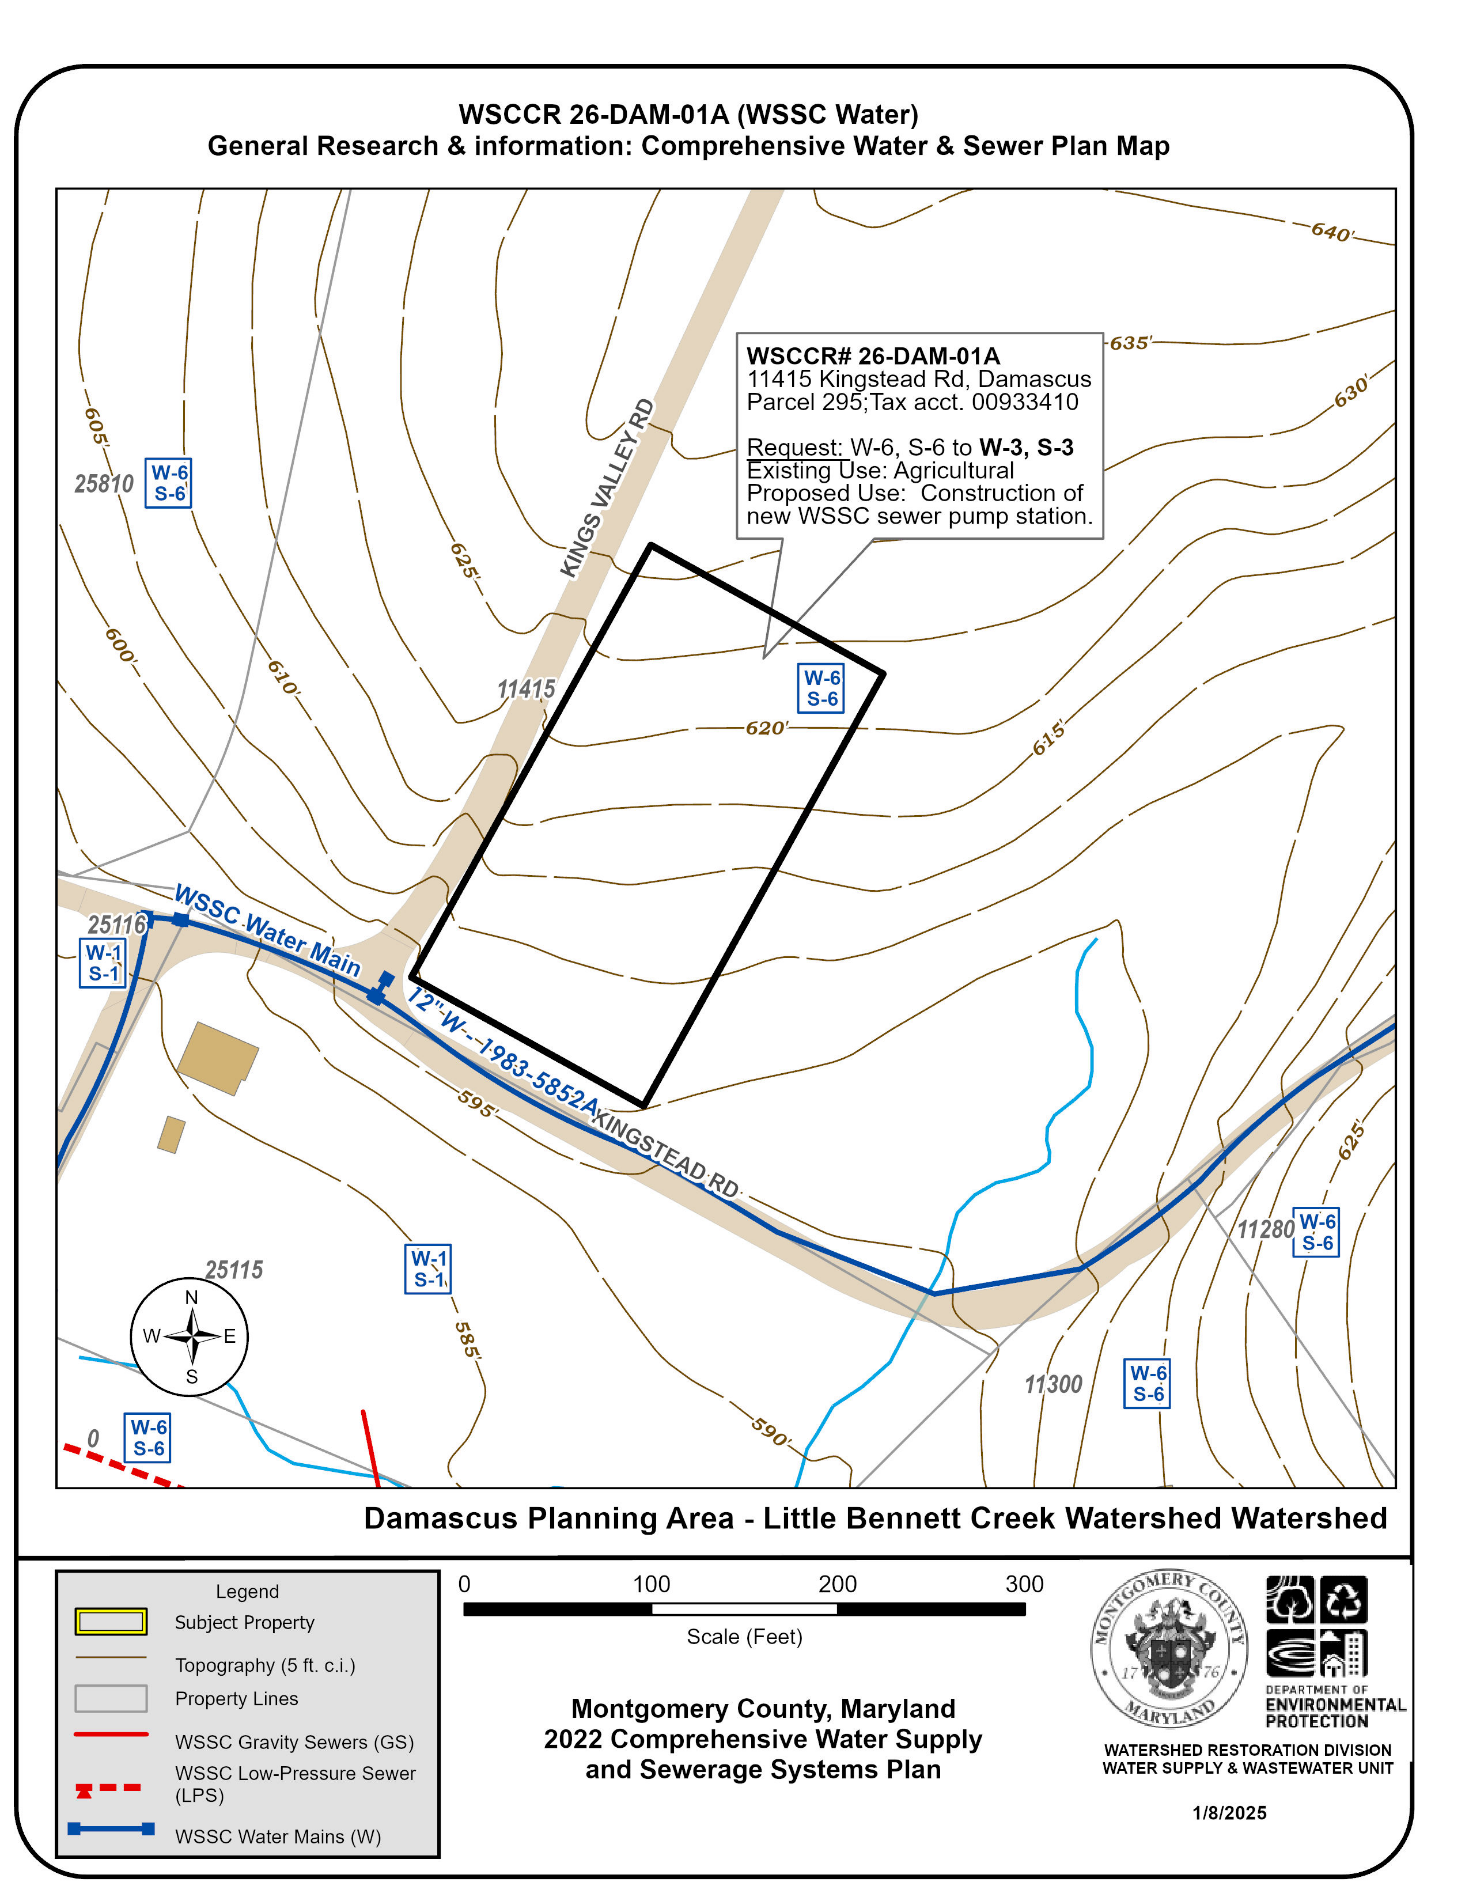 WSCCR 26-DAM-01A (WSSC Water)
General Research & information: Comprehensive Water & Sewer Plan Map
640'
635'
630'
WSCCR# 26-DAM-01A
11415 Kingstead Rd, Damascus
Parcel 295;Tax acct. 00933410
Request: W-6, S-6 to W-3, S-3
Existing Use: Agricultural
Proposed Use: Construction of
new WSSC sewer pump station.
605'
25810
W-6
S-6
KINGS VALLEY RD
625'
600'
610'
11415
W-6
S-6
620'
615'
WSSC Water Main
25116
W-1
S-1
12" W - 1983-5852A
595'
KINGSTEAD RD
625'
11280
W-6
S-6
25115
W-1
S-1
N
W
E
S
585'
11300
W-6
S-6
0
W-6
S-6
590'
Damascus Planning Area - Little Bennett Creek Watershed Watershed
Legend
Subject Property
Topography (5 ft. c.i.)
Property Lines
WSSC Gravity Sewers (GS)
WSSC Low-Pressure Sewer
(LPS)
WSSC Water Mains (W)
0 100 200 300
Scale (Feet)
Montgomery County, Maryland
2022 Comprehensive Water Supply
and Sewerage Systems Plan
MONTGOMERY COUNTY
17 76
MARYLAND
DEPARTMENT OF
ENVIRONMENTAL
PROTECTION
WATERSHED RESTORATION DIVISION
WATER SUPPLY & WASTEWATER UNIT
1/8/2025